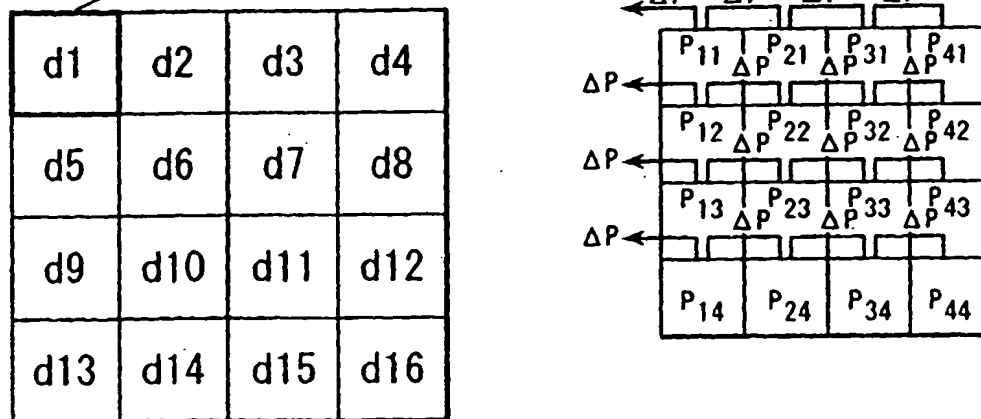 d1 d2 d3 d4
d5 d6 d7 d8
d9 d10 d11 d12
d13 d14 d15 d16
P11 P21 P31 P41
ΔP ΔP ΔP ΔP
P12 P22 P32 P42
ΔP ΔP ΔP ΔP
P13 P23 P33 P43
ΔP ΔP ΔP ΔP
P14 P24 P34 P44